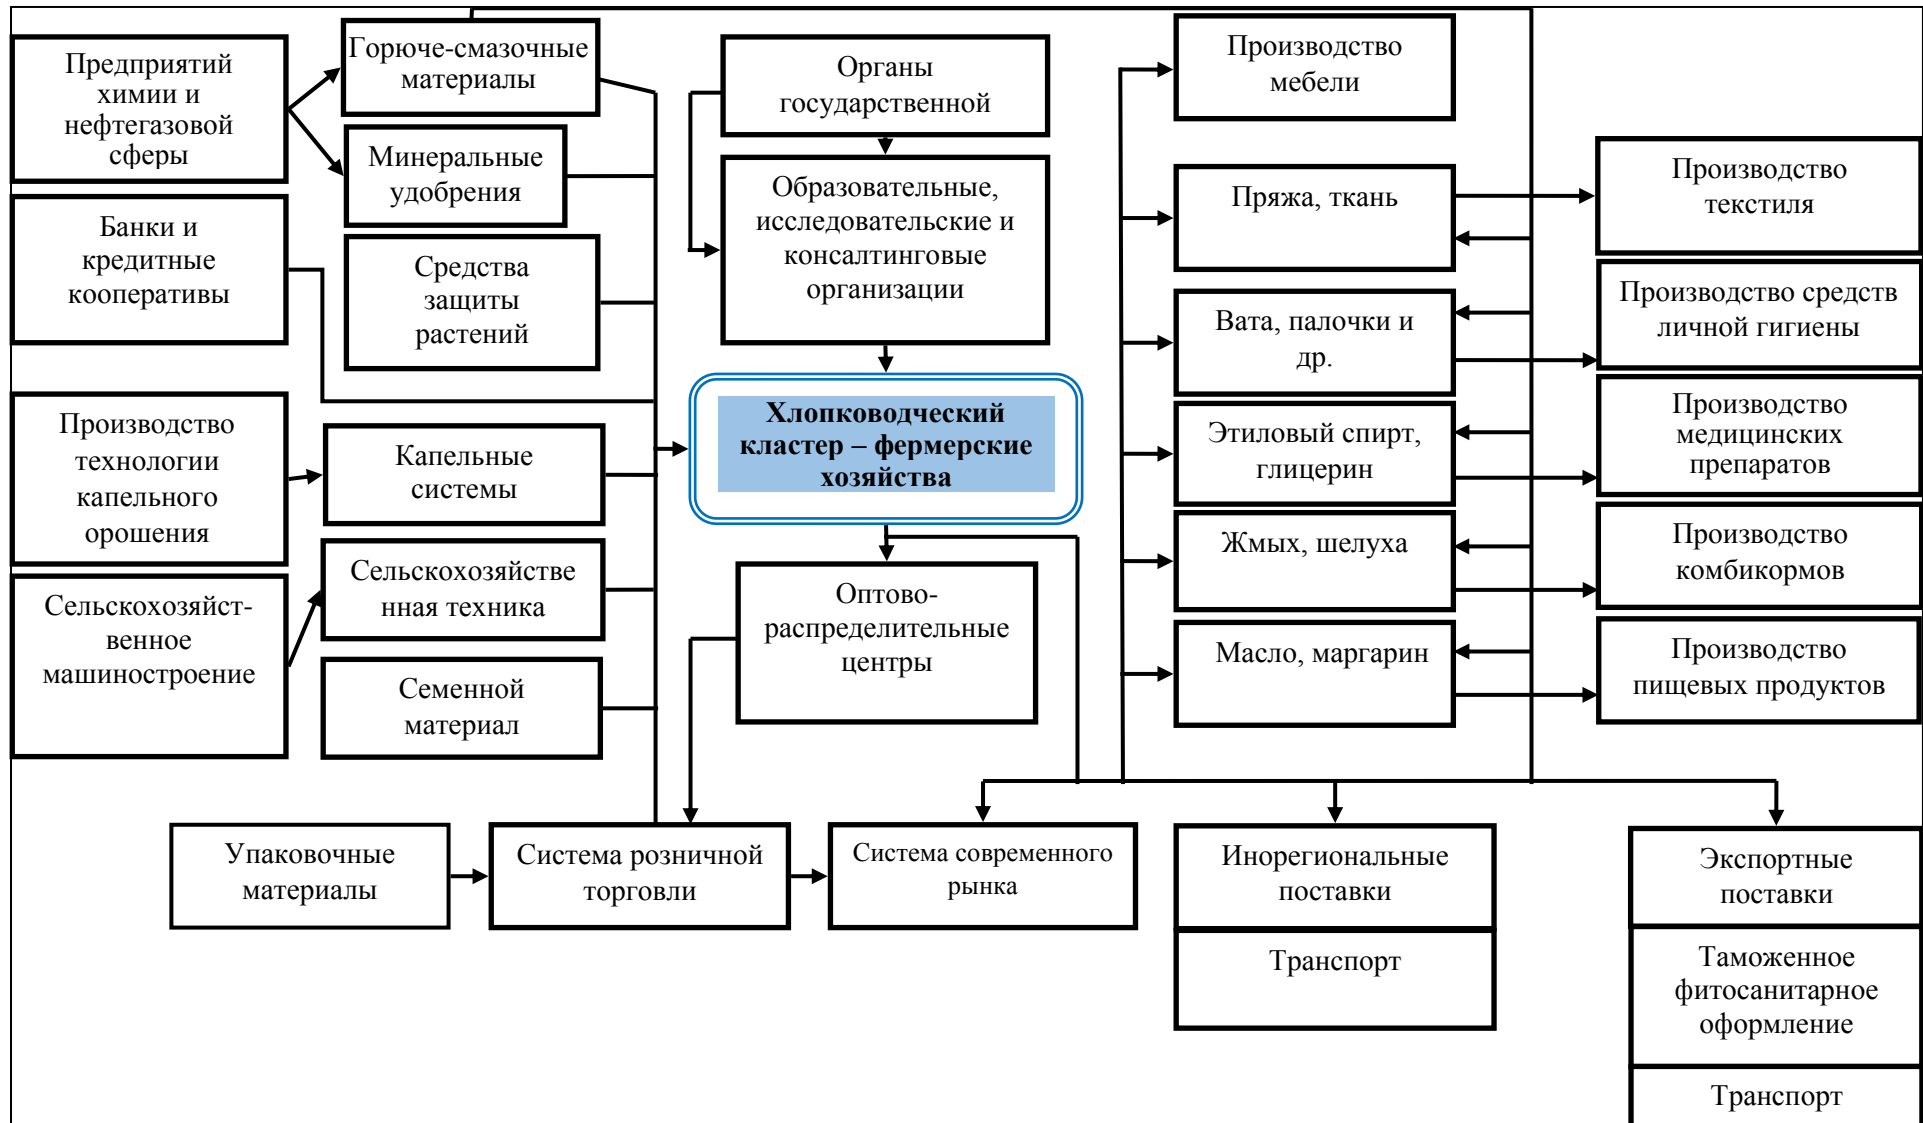 Предприятий
химии и
нефтегазовой
сферы
Банки и
кредитные
кооперативы
Производство
технологии
капельного
орошения
Сельскохозяйст-
венное
машиностроение
Горюче-смазочные
материалы
Минеральные
удобрения
Средства
защиты
растений
Капельные
системы
Сельскохозяйстве
нная техника
Семенной
материал
Органы
государственной
Образовательные,
исследовательские и
консалтинговые
организации
Хлопководческий
кластер – фермерские
хозяйства
Оптово-
распределительные
центры
Производство
мебели
Пряжа, ткань
Вата, палочки и
др.
Этиловый спирт,
глицерин
Жмых, шелуха
Масло, маргарин
Производство
текстиля
Производство средств
личной гигиены
Производство
медицинских
препаратов
Производство
комбикормов
Производство
пищевых продуктов
Упаковочные
материалы
Система розничной
торговли
Система современного
рынка
Инорегиональные
поставки
Транспорт
Экспортные
поставки
Таможенное
фитосанитарное
оформление
Транспорт